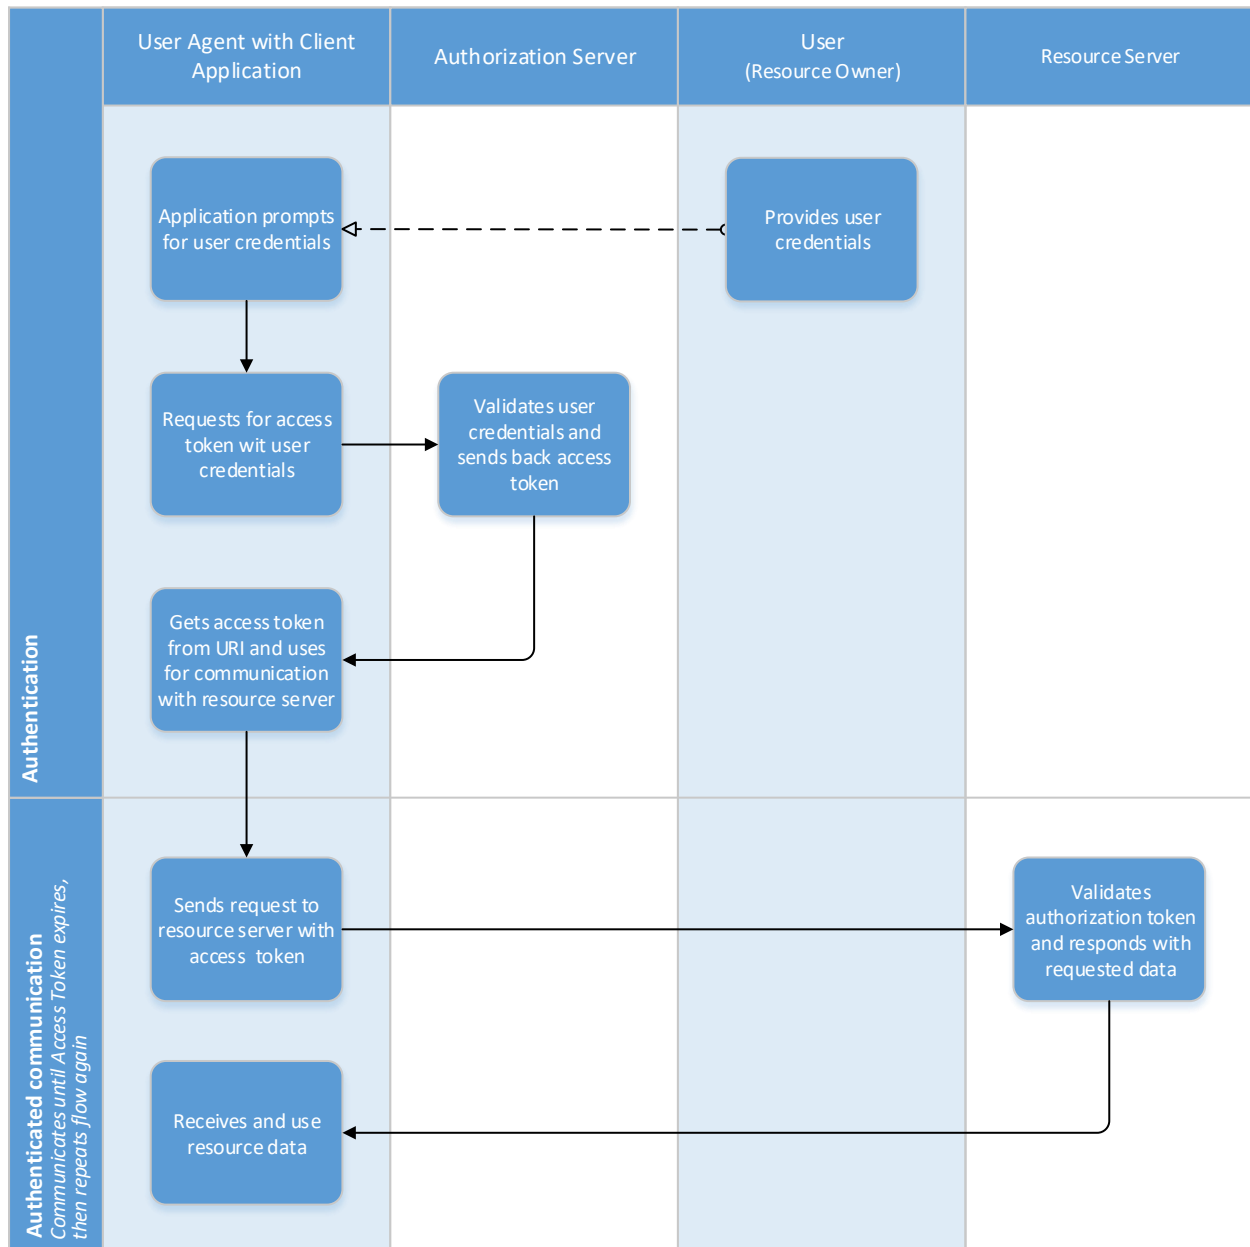 User Agent with Client
Application
Authorization Server
User
(Resource Owner)
Resource Server
Authentication
Application prompts
for user credentials
Provides user
credentials
Requests for access
token wit user
credentials
Validates user
credentials and
sends back access
token
Gets access token
from URI and uses
for communication
with resource server
Authenticated communication
Communicates until Access Token expires,
then repeats flow again
Sends request to
resource server with
access token
Validates
authorization token
and responds with
requested data
Receives and use
resource data